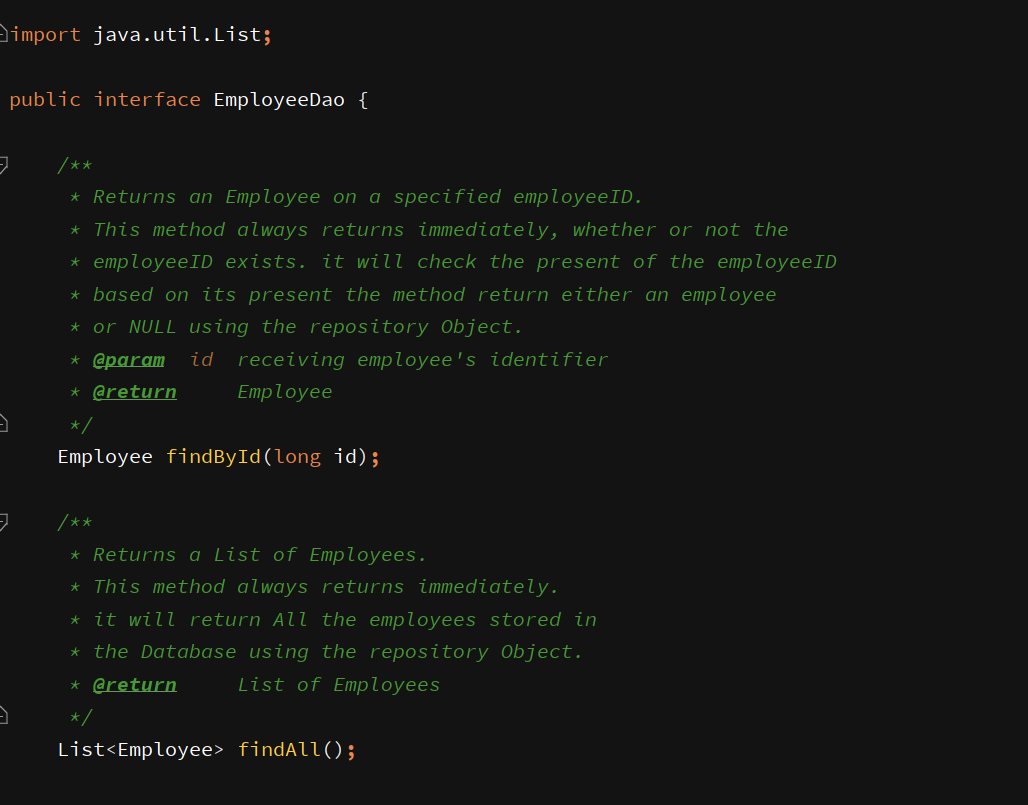 import java.util.List;
public interface EmployeeDao {
/**
* Returns an Employee on a specified employeeID.
* This method always returns immediately, whether or not the
* employeeID exists. it will check the present of the employeeID
* based on its present the method return either an employee
* or NULL using the repository Object.
* @param  id  receiving employee's identifier
* @return     Employee
*/
Employee findById(long id);
/**
* Returns a List of Employees.
* This method always returns immediately.
* it will return All the employees stored in
* the Database using the repository Object.
* @return     List of Employees
*/
List<Employee> findAll();